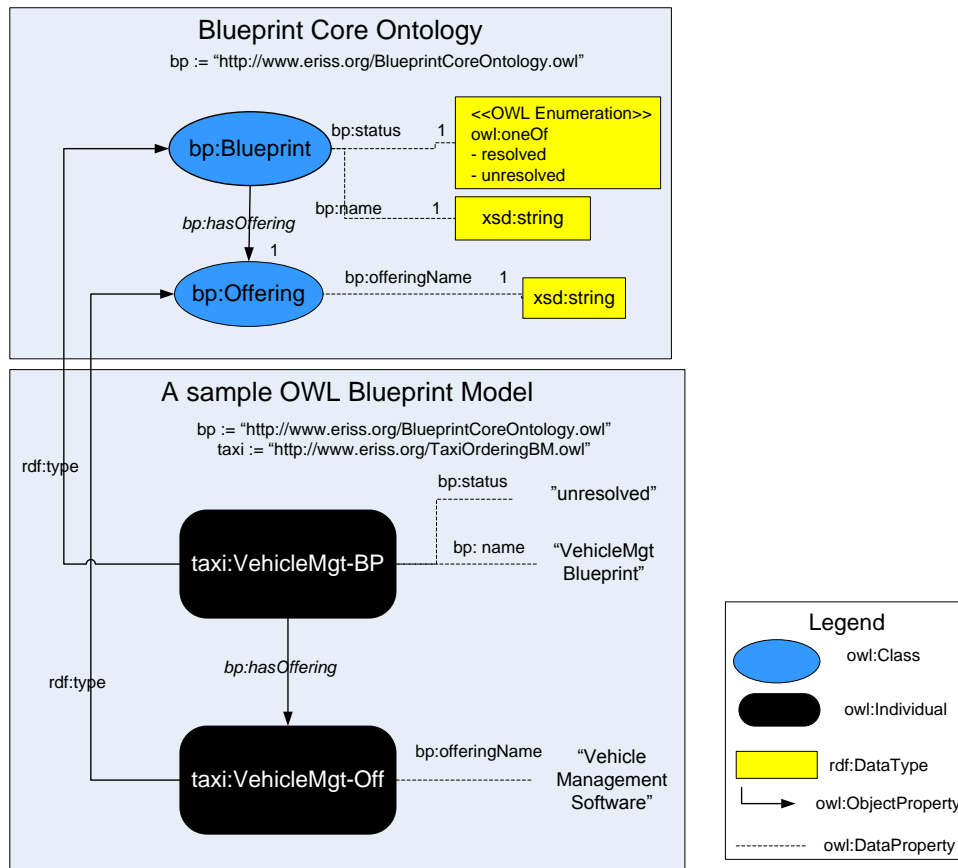 Blueprint Core Ontology
bp := “http://www.eriss.org/BlueprintCoreOntology.owl”
bp:status
1
<<OWL Enumeration>>
owl:oneOf
- resolved
- unresolved
bp:Blueprint
bp:name
1
xsd:string
bp:hasOffering
1
bp:Offering
bp:offeringName
1
xsd:string
A sample OWL Blueprint Model
bp := “http://www.eriss.org/BlueprintCoreOntology.owl”
taxi := “http://www.eriss.org/TaxiOrderingBM.owl”
rdf:type
bp:status
”unresolved”
taxi:VehicleMgt-BP
bp: name
“VehicleMgt
Blueprint”
rdf:type
bp:hasOffering
taxi:VehicleMgt-Off
bp:offeringName
“Vehicle
Management
Software”
Legend
owl:Class
owl:Individual
rdf:DataType
owl:ObjectProperty
owl:DataProperty